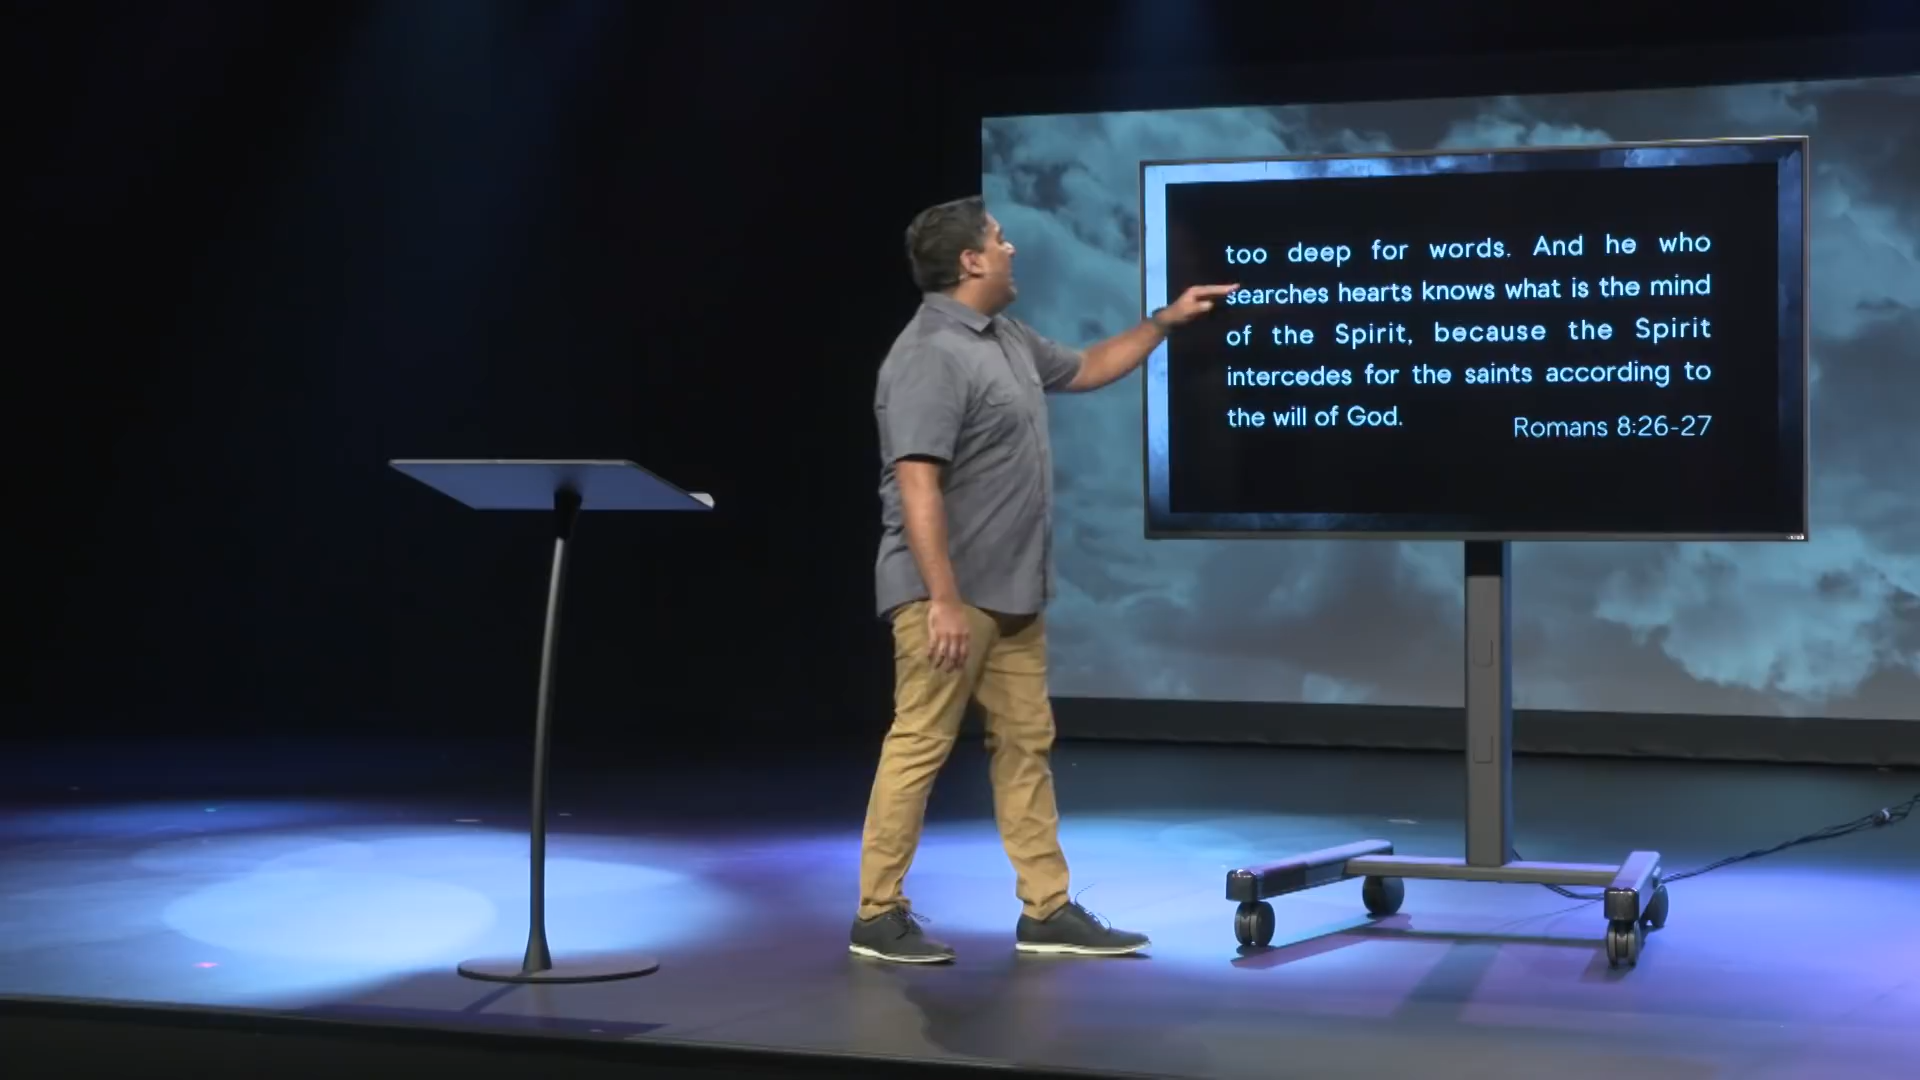 too deep for words. And he who
searches hearts knows what is the mind
of the Spirit, because the Spirit
intercedes for the saints according to
the will of God.
Romans 8:26-27